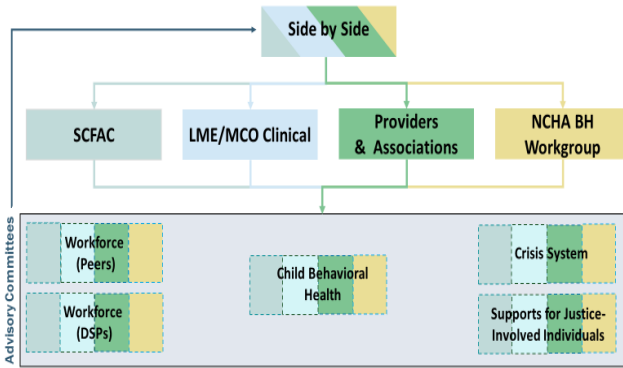 Side by Side
SCFAC
LME/MCO Clinical
Providers
& Associations
NCHA BH
Workgroup
Advisory Committees
Workforce
(Peers)
Workforce
(DSPs)
Child Behavioral
Health
Crisis System
Supports for Justice-
Involved Individuals